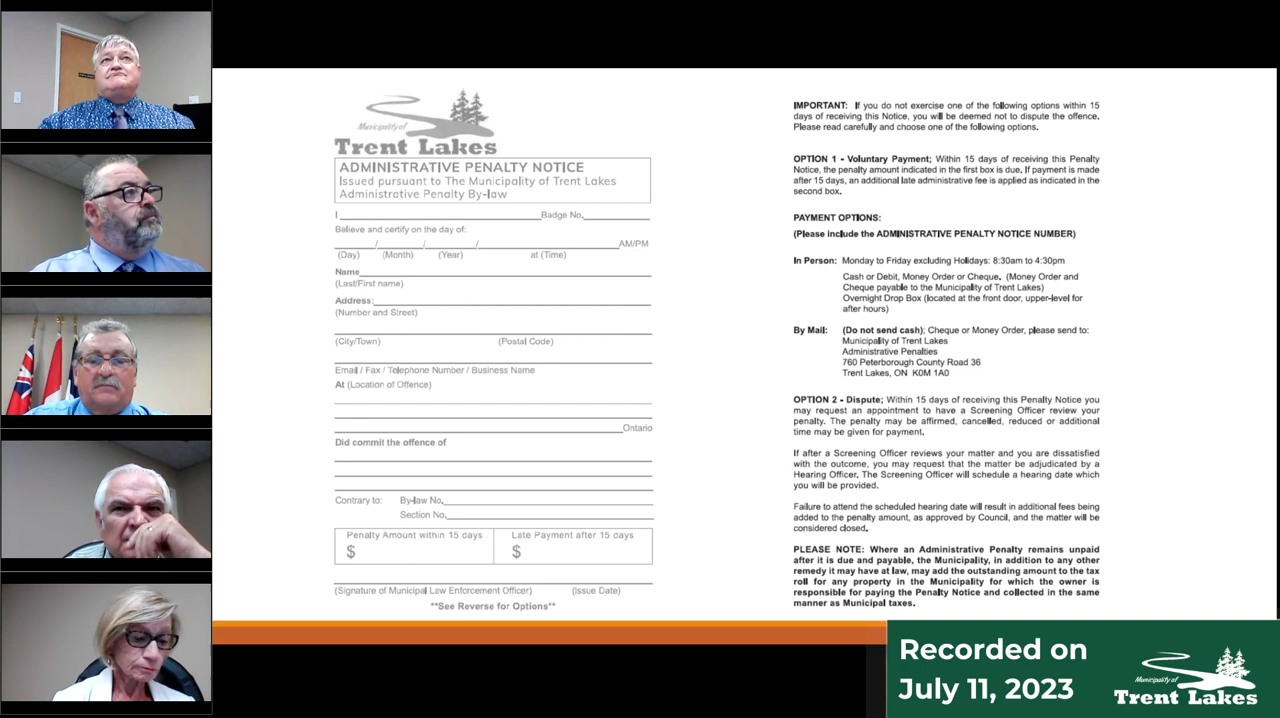 Municipality of
Trent Lakes
ADMINISTRATIVE PENALTY NOTICE
Issued pursuant to The Municipality of Trent Lakes
Administrative Penalty By-law
I Badge No.
Believe and certify on the day of:
/ / / AM/PM
(Day) (Month) (Year) at (Time)
Name
(Last/First name)
Address:
(Number and Street)
(City/Town) (Postal Code)
Email / Fax / Telephone Number / Business Name
At (Location of Offence)
Ontario
Did commit the offence of
Contrary to: By-law No.
Section No.
Penalty Amount within 15 days Late Payment after 15 days
$ $
(Signature of Municipal Law Enforcement Officer) (Issue Date)
**See Reverse for Options**
IMPORTANT: If you do not exercise one of the following options within 15
days of receiving this Notice, you will be deemed not to dispute the offence.
Please read carefully and choose one of the following options.
OPTION 1 - Voluntary Payment; Within 15 days of receiving this Penalty
Notice, the penalty amount indicated in the first box is due. If payment is made
after 15 days, an additional late administrative fee is applied as indicated in the
second box.
PAYMENT OPTIONS:
(Please include the ADMINISTRATIVE PENALTY NOTICE NUMBER)
In Person: Monday to Friday excluding Holidays: 8:30am to 4:30pm
Cash or Debit, Money Order or Cheque. (Money Order and
Cheque payable to the Municipality of Trent Lakes)
Overnight Drop Box (located at the front door, upper-level for
after hours)
By Mail: (Do not send cash); Cheque or Money Order, please send to:
Municipality of Trent Lakes
Administrative Penalties
760 Peterborough County Road 36
Trent Lakes, ON K0M 1A0
OPTION 2 - Dispute; Within 15 days of receiving this Penalty Notice you
may request an appointment to have a Screening Officer review your
penalty. The penalty may be affirmed, cancelled, reduced or additional
time may be given for payment.
If after a Screening Officer reviews your matter and you are dissatisfied
with the outcome, you may request that the matter be adjudicated by a
Hearing Officer. The Screening Officer will schedule a hearing date which
you will be provided.
Failure to attend the scheduled hearing date will result in additional fees being
added to the penalty amount, as approved by Council, and the matter will be
considered closed.
PLEASE NOTE: Where an Administrative Penalty remains unpaid
after it is due and payable, the Municipality, in addition to any other
remedy it may have at law, may add the outstanding amount to the tax
roll for any property in the Municipality for which the owner is
responsible for paying the Penalty Notice and collected in the same
manner as Municipal taxes.
Recorded on
July 11, 2023
Municipality of
Trent Lakes